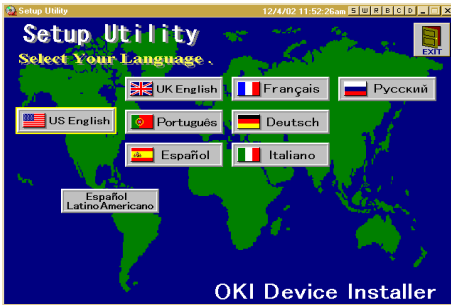 Setup Utility 12/4/02 11:52:26am S W R B C D
Setup Utility
EXIT
Select Your Language .
UK English Français Русский
US English Português Deutsch
Español Italiano
Español
Latino Americano
OKI Device Installer